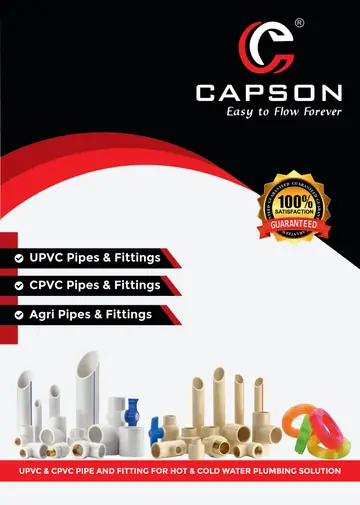 ®
CAPSON
Easy to Flow Forever
100%
SATISFACTION
GUARANTEED
UPVC Pipes & Fittings
CPVC Pipes & Fittings
Agri Pipes & Fittings
UPVC & CPVC PIPE AND FITTING FOR HOT & COLD WATER PLUMBING SOLUTION